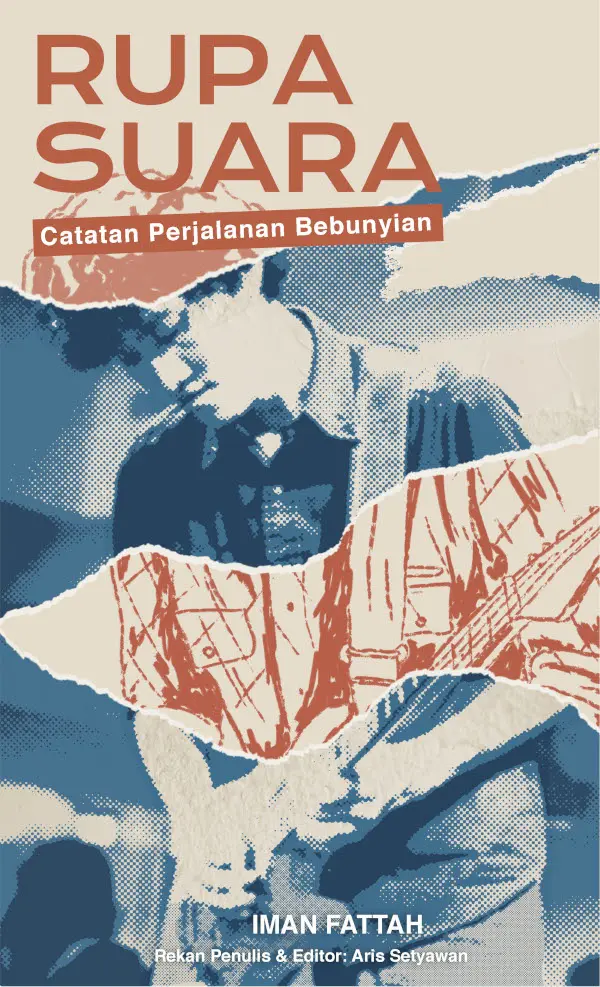 RUPA
SUARA
Catatan Perjalanan Bebunyian
IMAN FATTAH
Rekan Penulis & Editor: Aris Setyawan